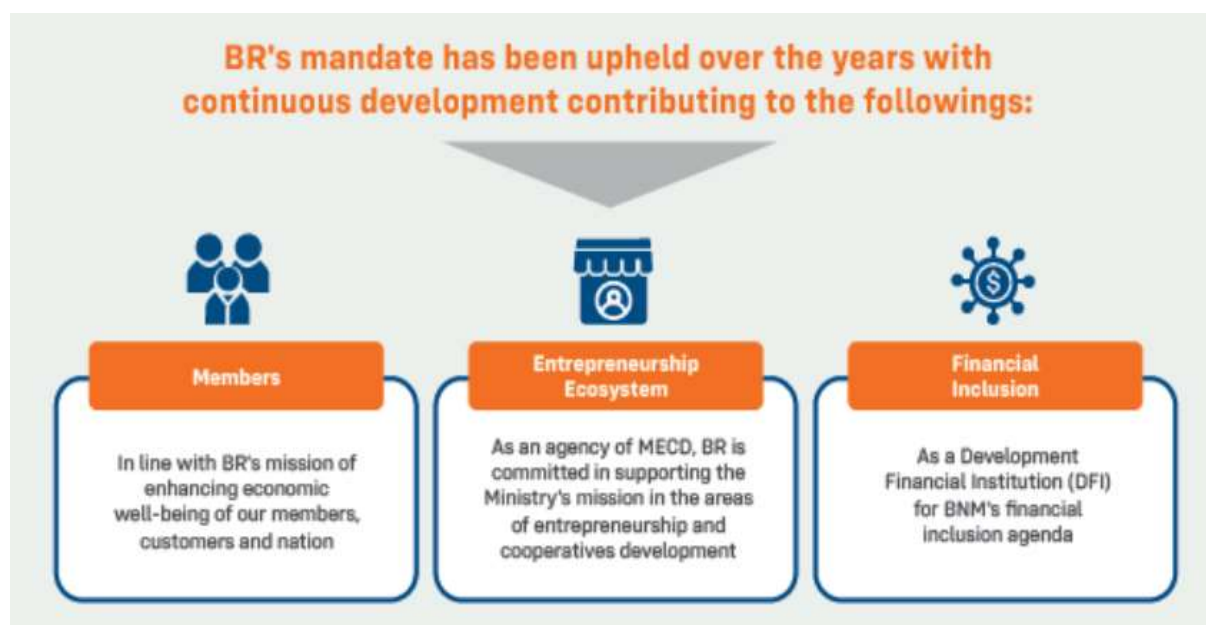 BR's mandate has been upheld over the years with
continuous development contributing to the followings:
Members
In line with BR's mission of
enhancing economic
well-being of our members,
customers and nation
Entrepreneurship
Ecosystem
As an agency of MECD, BR is
committed in supporting the
Ministry's mission in the areas
of entrepreneurship and
cooperatives development
Financial
Inclusion
As a Development
Financial Institution (DFI)
for BNM's financial
inclusion agenda